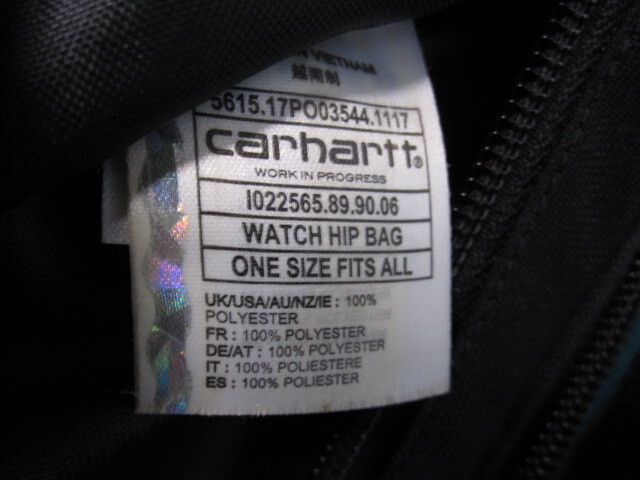 IN VIETNAM
越南制
5615.17PO03544.1117
carhartt®
WORK IN PROGRESS
I022565.89.90.06
WATCH HIP BAG
ONE SIZE FITS ALL
UK/USA/AU/NZ/IE : 100%
POLYESTER
FR : 100% POLYESTER
DE/AT : 100% POLYESTER
IT : 100% POLIESTERE
ES : 100% POLIESTER